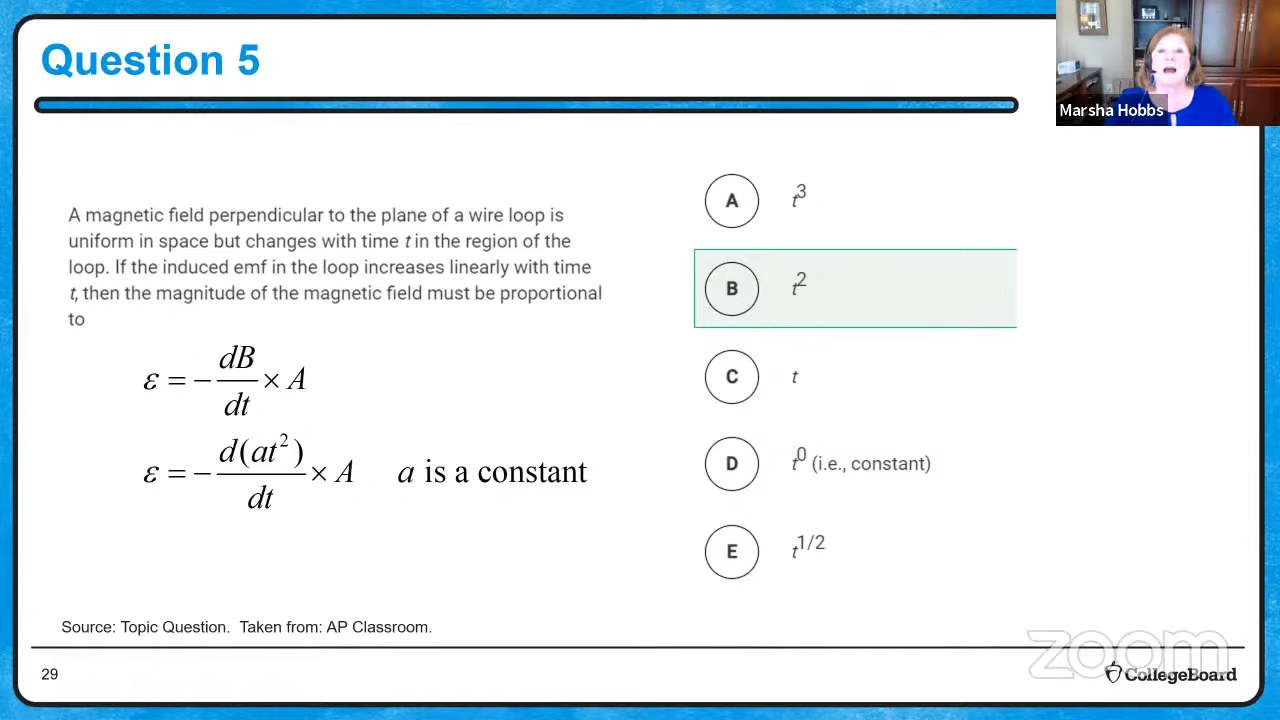 Question 5
Marsha Hobbs
A magnetic field perpendicular to the plane of a wire loop is
uniform in space but changes with time t in the region of the
loop. If the induced emf in the loop increases linearly with time
t, then the magnitude of the magnetic field must be proportional
to
ε = − dB/dt × A
ε = − d(at²)/dt × A a is a constant
A t³
B t²
C t
D t⁰ (i.e., constant)
E t^1/2
Source: Topic Question. Taken from: AP Classroom.
29
zoom
CollegeBoard